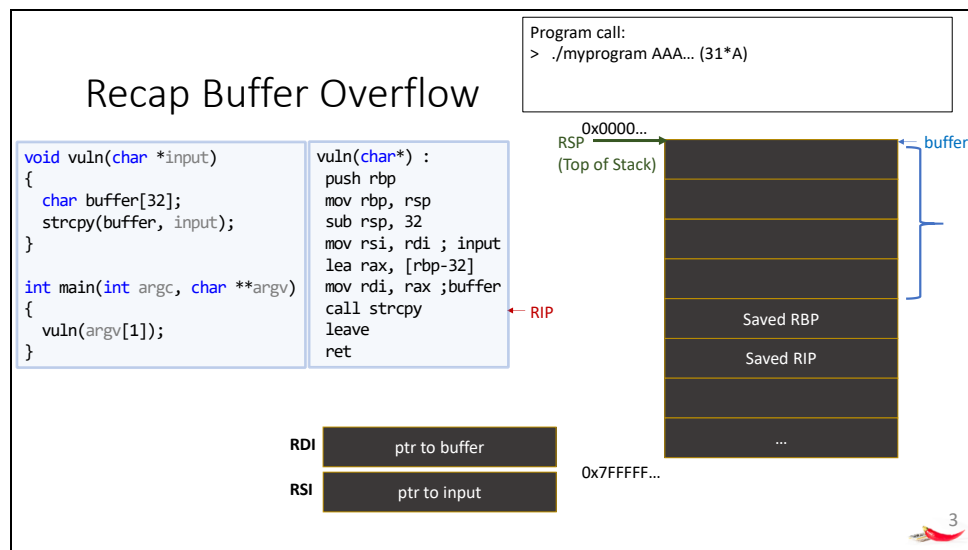 Program call:
> ./myprogram AAA... (31*A)
Recap Buffer Overflow
void vuln(char *input)
{
char buffer[32];
strcpy(buffer, input);
}
int main(int argc, char **argv)
{
vuln(argv[1]);
}
vuln(char*) :
push rbp
mov rbp, rsp
sub rsp, 32
mov rsi, rdi ; input
lea rax, [rbp-32]
mov rdi, rax ;buffer
call strcpy
leave
ret
RIP
0x0000...
RSP
(Top of Stack)
buffer
Saved RBP
Saved RIP
...
0x7FFFFF...
RDI
ptr to buffer
RSI
ptr to input
3